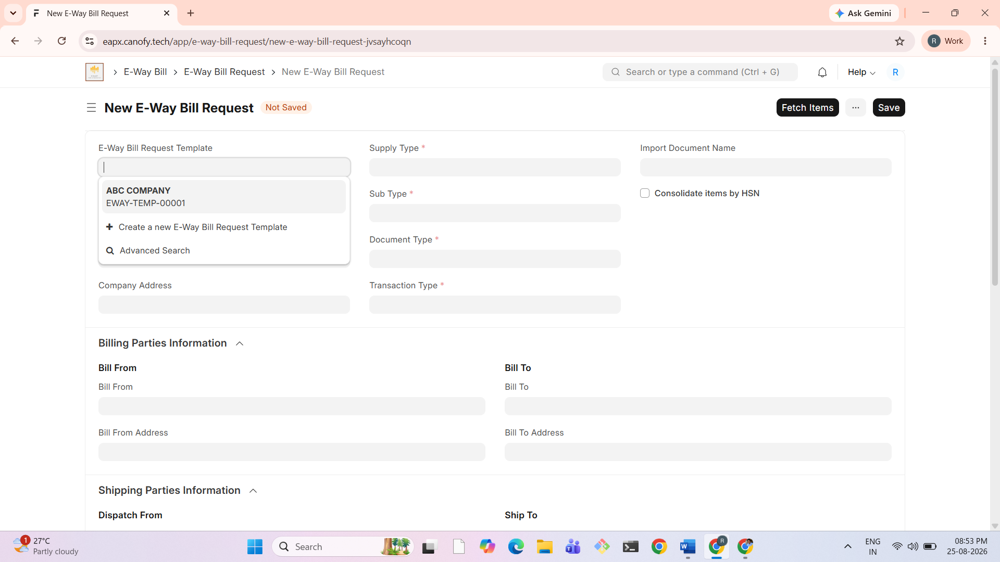 New E-Way Bill Request
Ask Gemini
eapx.canofy.tech/app/e-way-bill-request/new-e-way-bill-request-jvsayhcoqn
R Work
E-Way Bill > E-Way Bill Request > New E-Way Bill Request
Search or type a command (Ctrl + G)
Help
R
New E-Way Bill Request
Not Saved
Fetch Items
...
Save
E-Way Bill Request Template
Supply Type *
Import Document Name
ABC COMPANY
EWAY-TEMP-00001
Sub Type *
Consolidate items by HSN
+ Create a new E-Way Bill Request Template
Document Type *
Advanced Search
Company Address
Transaction Type *
Billing Parties Information
Bill From
Bill To
Bill From
Bill To
Bill From Address
Bill To Address
Shipping Parties Information
Dispatch From
Ship To
1
27°C
Partly cloudy
Search
R
ENG
IN
08:53 PM
25-08-2026